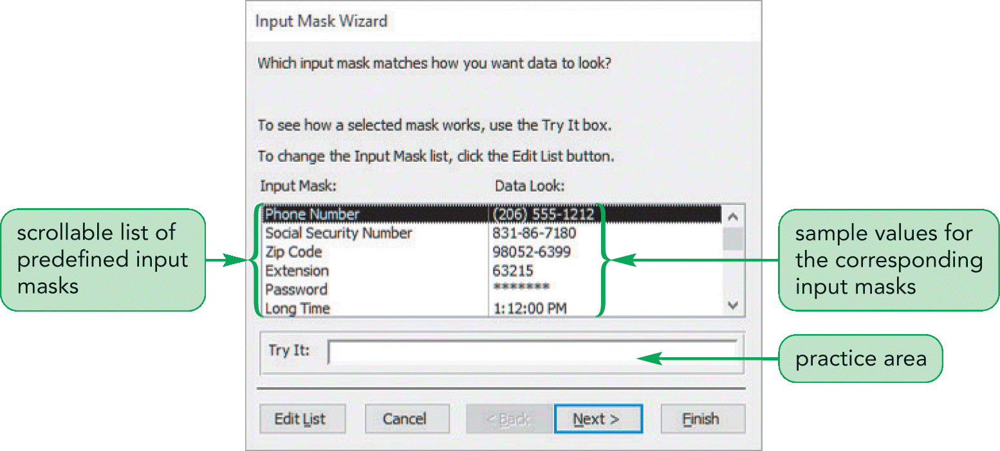 Input Mask Wizard
Which input mask matches how you want data to look?
To see how a selected mask works, use the Try It box.
To change the Input Mask list, click the Edit List button.
Input Mask: Data Look:
Phone Number (206) 555-1212
Social Security Number 831-86-7180
Zip Code 98052-6399
Extension 63215
Password *******
Long Time 1:12:00 PM
scrollable list of
predefined input
masks
sample values for
the corresponding
input masks
Try It:
practice area
Edit List Cancel < Back Next > Finish